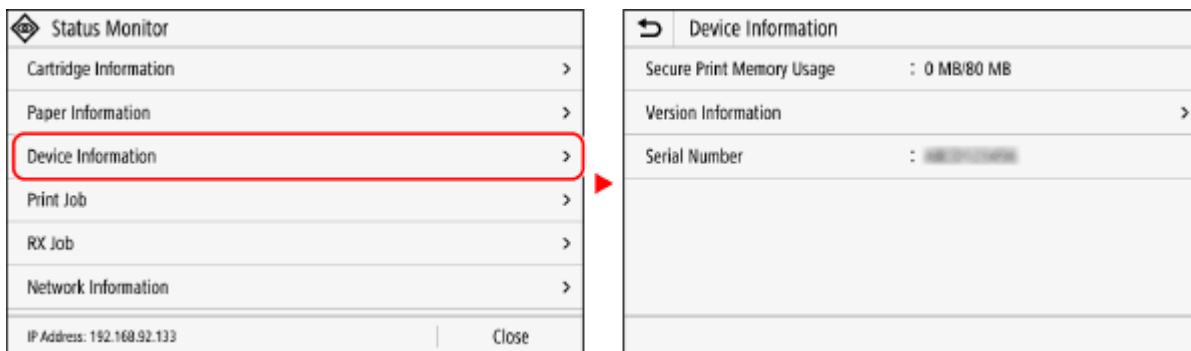 Status Monitor
Cartridge Information
Paper Information
Device Information
Print Job
RX Job
Network Information
IP Address: 192.168.92.133 Close
Device Information
Secure Print Memory Usage : 0 MB/80 MB
Version Information
Serial Number :